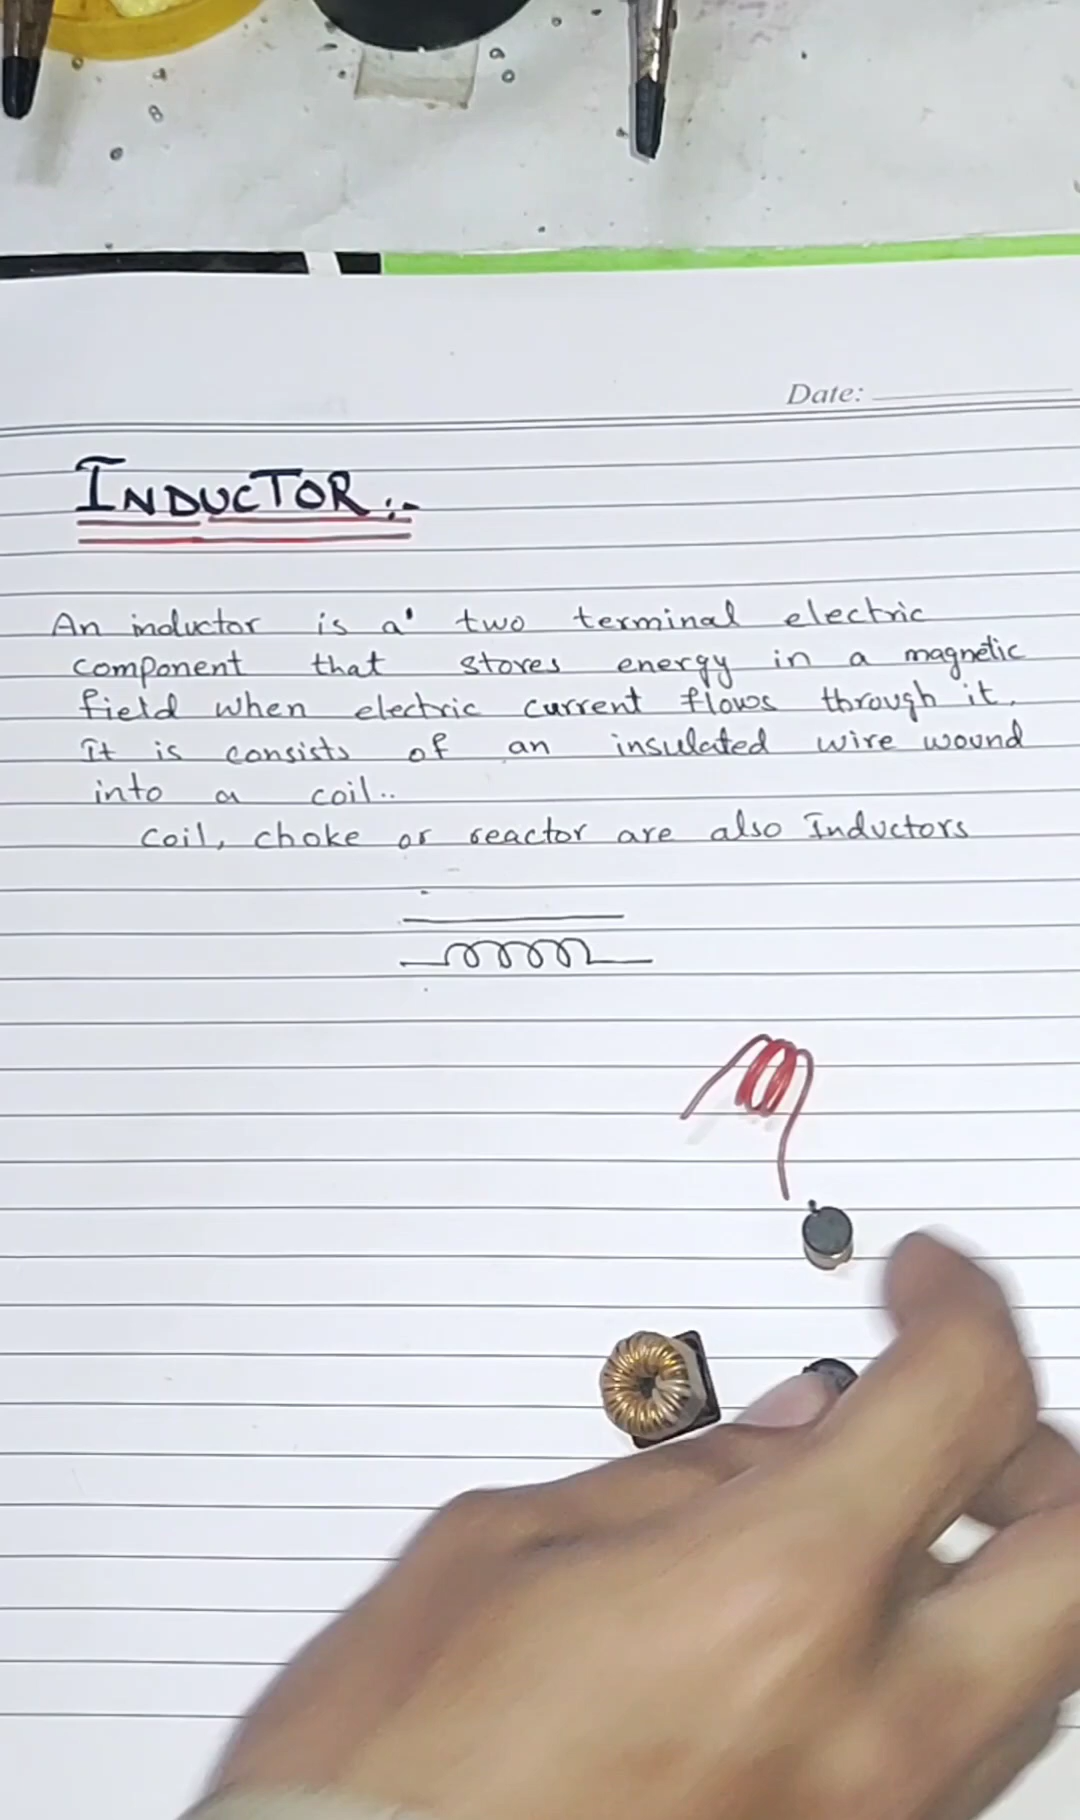 Date:
INDUCTOR :-
An inductor is a two terminal electric
component that stores energy in a magnetic
field when electric current flows through it.
It is consists of an insulated wire wound
into a coil..
coil, choke or reactor are also Inductors